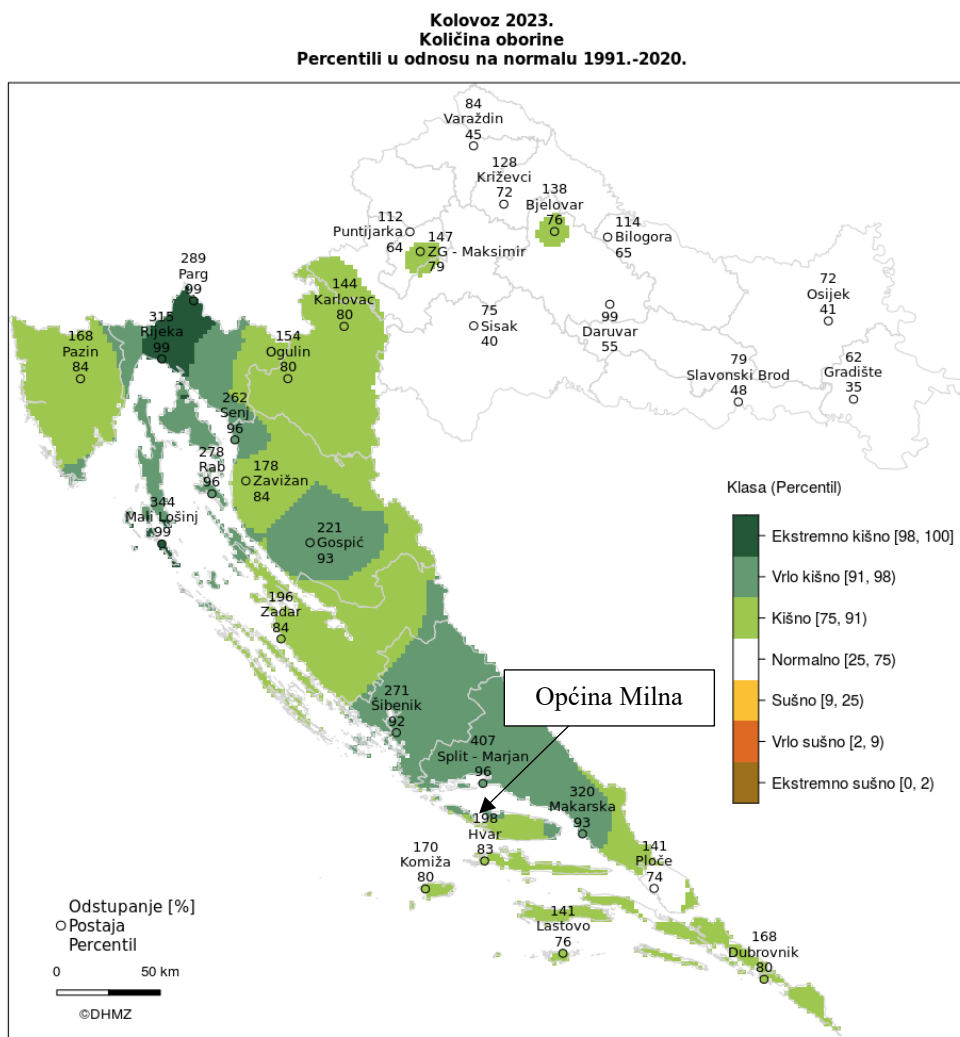 Kolovoz 2023.
Količina oborine
Percentili u odnosu na normalu 1991.-2020.
84
Varaždin
45
128
Križevci
72
138
Bjelovar
76
112
Puntijarka
64
147
ZG - Maksimir
79
114
Bilogora
65
289
Parg
99
144
Karlovac
80
72
Osijek
41
315
Rijeka
99
75
Sisak
40
99
Daruvar
55
168
Pazin
84
154
Ogulin
80
79
Slavonski Brod
48
62
Gradište
35
262
Senj
96
278
Rab
96
178
Zavižan
84
344
Mali Lošinj
99
221
Gospić
93
196
Zadar
84
271
Šibenik
92
Općina Milna
407
Split - Marjan
96
320
Makarska
93
198
Hvar
83
170
Komiža
80
141
Ploče
74
141
Lastovo
76
168
Dubrovnik
80
Klasa (Percentil)
Ekstremno kišno [98, 100]
Vrlo kišno [91, 98)
Kišno [75, 91)
Normalno [25, 75)
Sušno [9, 25)
Vrlo sušno [2, 9)
Ekstremno sušno [0, 2)
Odstupanje [%]
Postaja
Percentil
0 50 km
©DHMZ